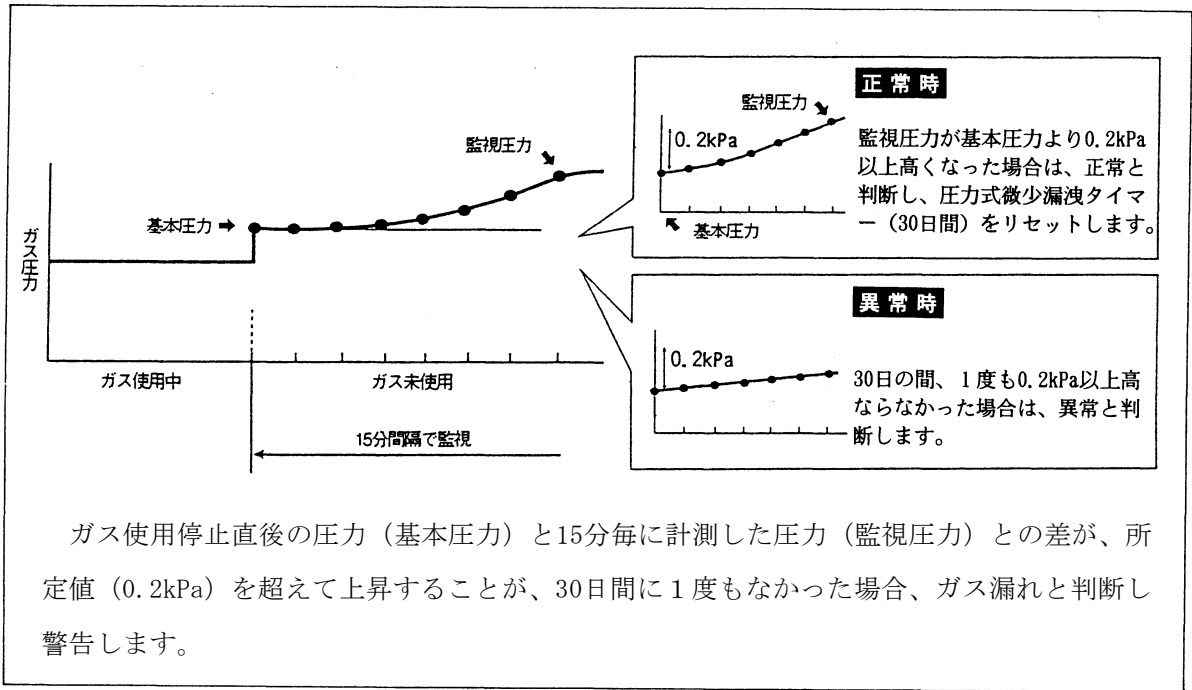 監視圧力
基本圧力
ガス圧力
ガス使用中
ガス未使用
15分間隔で監視
正常時
監視圧力
0.2kPa
基本圧力
監視圧力が基本圧力より0.2kPa
以上高くなった場合は、正常と
判断し、圧力式微少漏洩タイマ
ー（30日間）をリセットします。
異常時
0.2kPa
30日の間、１度も0.2kPa以上高
ならなかった場合は、異常と判
断します。
ガス使用停止直後の圧力（基本圧力）と15分毎に計測した圧力（監視圧力）との差が、所
定値（0.2kPa）を超えて上昇することが、30日間に１度もなかった場合、ガス漏れと判断し
警告します。